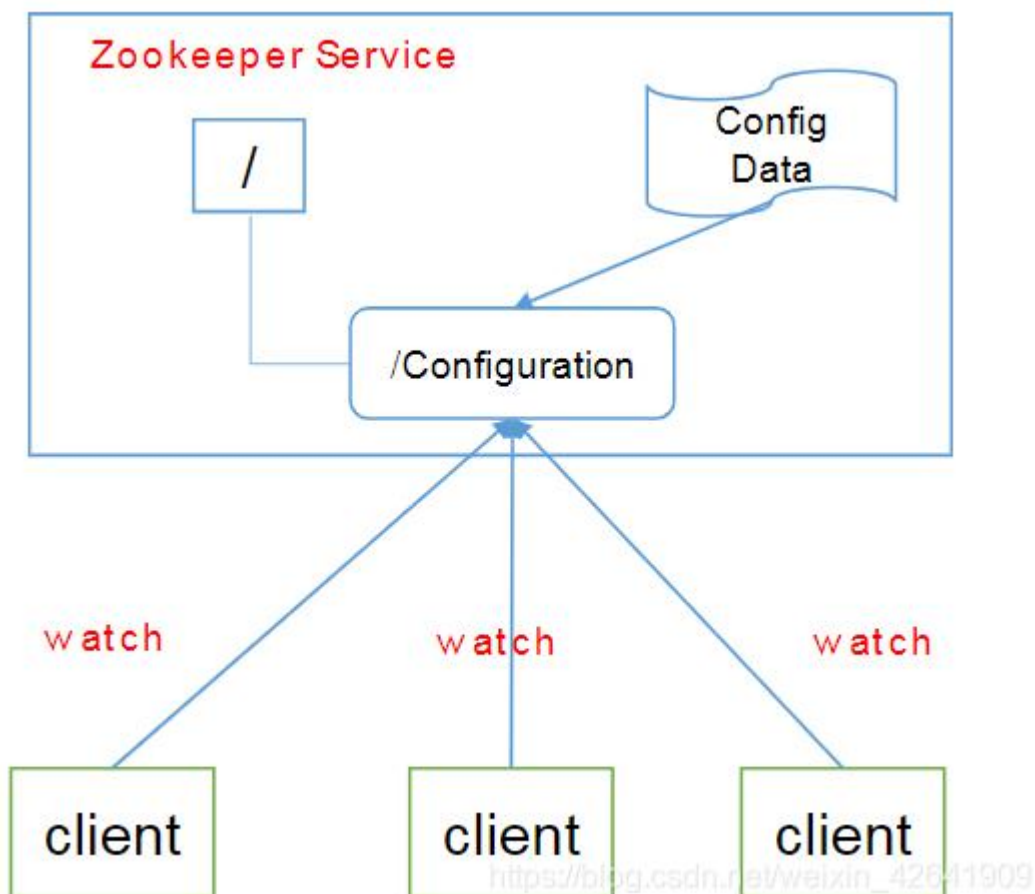 Zookeeper Service
/
Config
Data
/Configuration
watch
watch
watch
client
client
client
https://blog.csdn.net/weixin_42641909